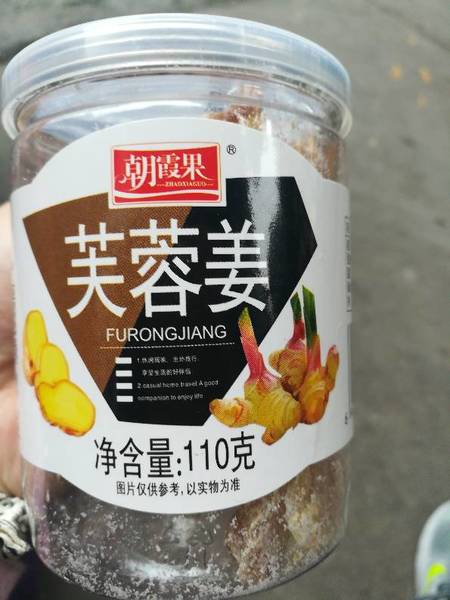 朝霞果
®
ZHAOXIAGUO
芙蓉姜
FURONGJIANG
1.休闲居家、出外旅行、
享受生活的好伴侣
2.casual home,travel A good
companion to enjoy life
净含量:110克
图片仅供参考,以实物为准